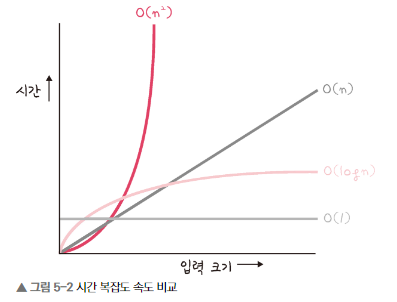 O(n²)
시간
O(n)
O(logn)
O(1)
입력 크기
▲ 그림 5-2 시간 복잡도 속도 비교